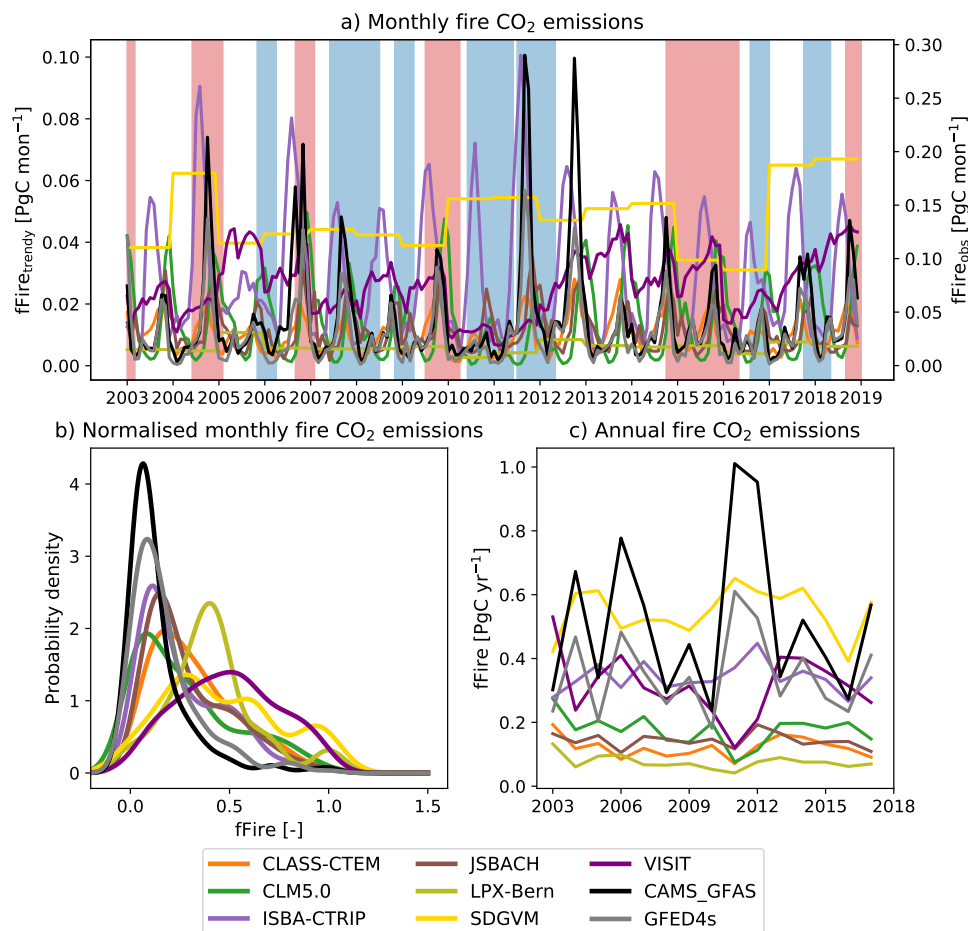 a) Monthly fire CO₂ emissions
fFire_trendy [PgC mon⁻¹]
0.10
0.08
0.06
0.04
0.02
0.00
0.30
0.25
0.20
0.15
0.10
0.05
0.00
fFire_obs [PgC mon⁻¹]
2003 2004 2005 2006 2007 2008 2009 2010 2011 2012 2013 2014 2015 2016 2017 2018 2019
b) Normalised monthly fire CO₂ emissions
Probability density
4
3
2
1
0
0.0 0.5 1.0 1.5
fFire [-]
c) Annual fire CO₂ emissions
fFire [PgC yr⁻¹]
1.0
0.8
0.6
0.4
0.2
0.0
2003 2006 2009 2012 2015 2018
CLASS-CTEM
CLM5.0
ISBA-CTRIP
JSBACH
LPX-Bern
SDGVM
VISIT
CAMS_GFAS
GFED4s